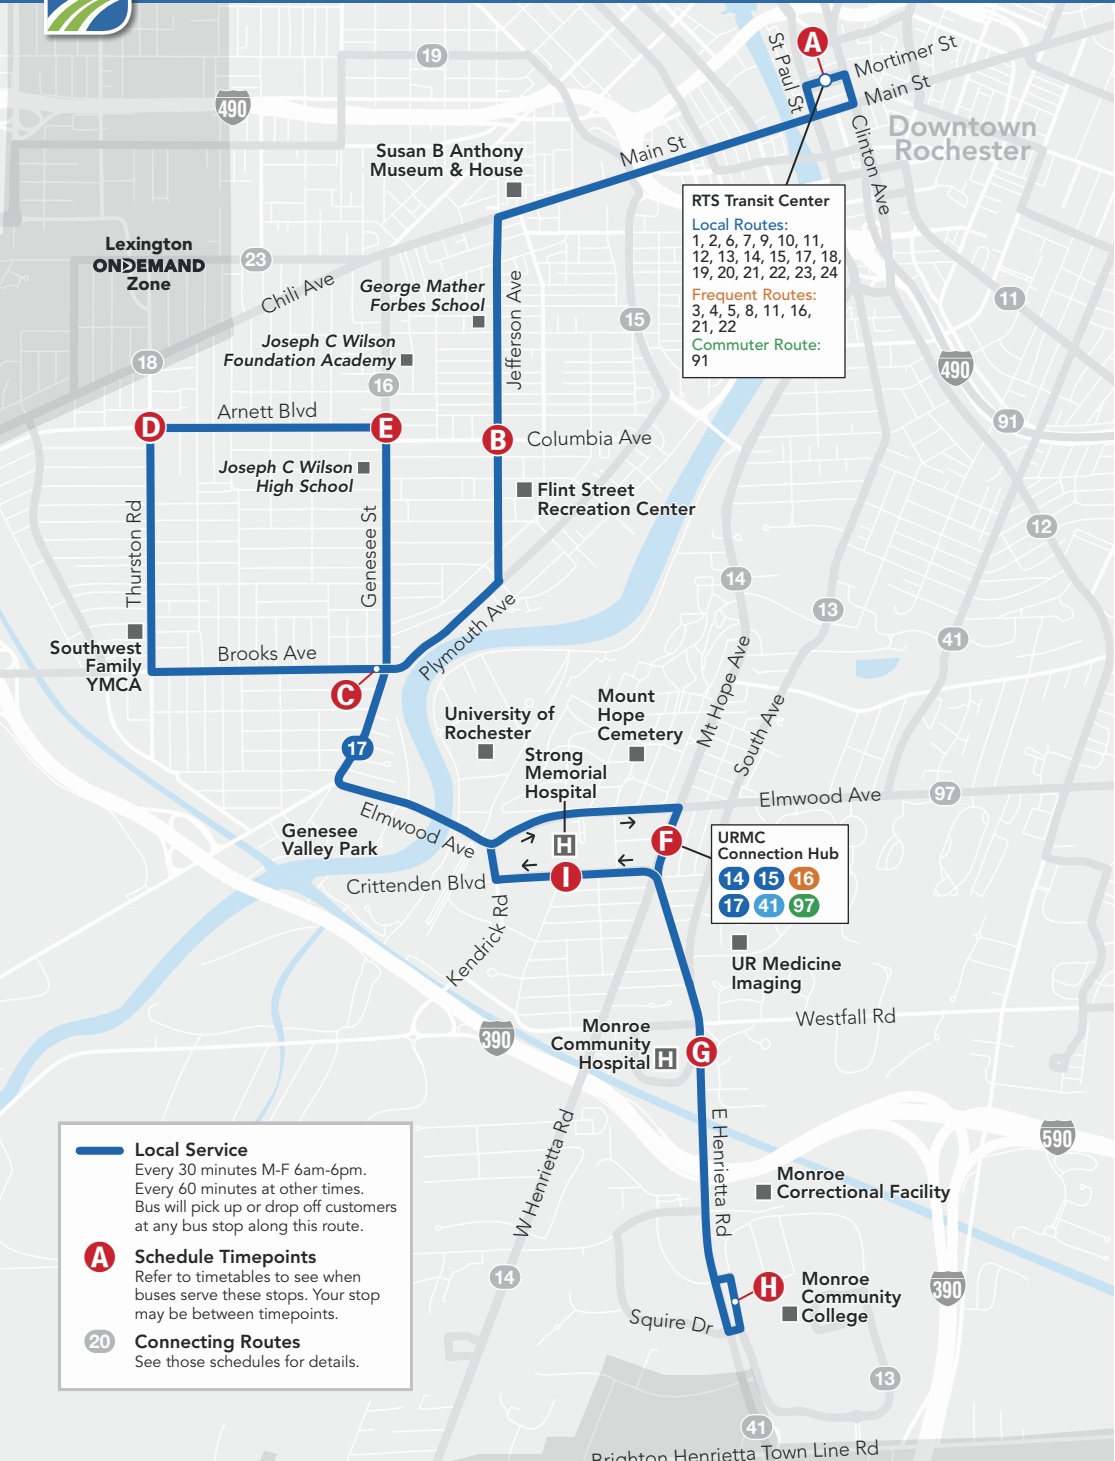 19
490
St Paul St
A
Mortimer St
Main St
Clinton Ave
Downtown
Rochester
Main St
Susan B Anthony
Museum & House
RTS Transit Center
Local Routes:
1, 2, 6, 7, 9, 10, 11,
12, 13, 14, 15, 17, 18,
19, 20, 21, 22, 23, 24
Frequent Routes:
3, 4, 5, 8, 11, 16,
21, 22
Commuter Route:
91
Lexington
ONDEMAND
Zone
23
Chili Ave
George Mather
Forbes School
Jefferson Ave
15
11
Joseph C Wilson
Foundation Academy
18
16
490
91
D
Arnett Blvd
E
B
Columbia Ave
Joseph C Wilson
High School
Flint Street
Recreation Center
Thurston Rd
Genesee St
12
14
13
41
Southwest
Family
YMCA
Brooks Ave
Plymouth Ave
C
17
University of
Rochester
Mount
Hope
Cemetery
Mt Hope Ave
South Ave
Strong
Memorial
Hospital
Elmwood Ave
97
Elmwood Ave
Genesee
Valley Park
H
F
URMC
Connection Hub
14 15 16
17 41 97
Crittenden Blvd
I
Kendrick Rd
UR Medicine
Imaging
Westfall Rd
390
Monroe
Community
Hospital
H
G
E Henrietta Rd
W Henrietta Rd
590
Monroe
Correctional Facility
14
H
Monroe
Community
College
390
Squire Dr
13
41
Brighton Henrietta Town Line Rd
Local Service
Every 30 minutes M-F 6am-6pm.
Every 60 minutes at other times.
Bus will pick up or drop off customers
at any bus stop along this route.
A
Schedule Timepoints
Refer to timetables to see when
buses serve these stops. Your stop
may be between timepoints.
20
Connecting Routes
See those schedules for details.